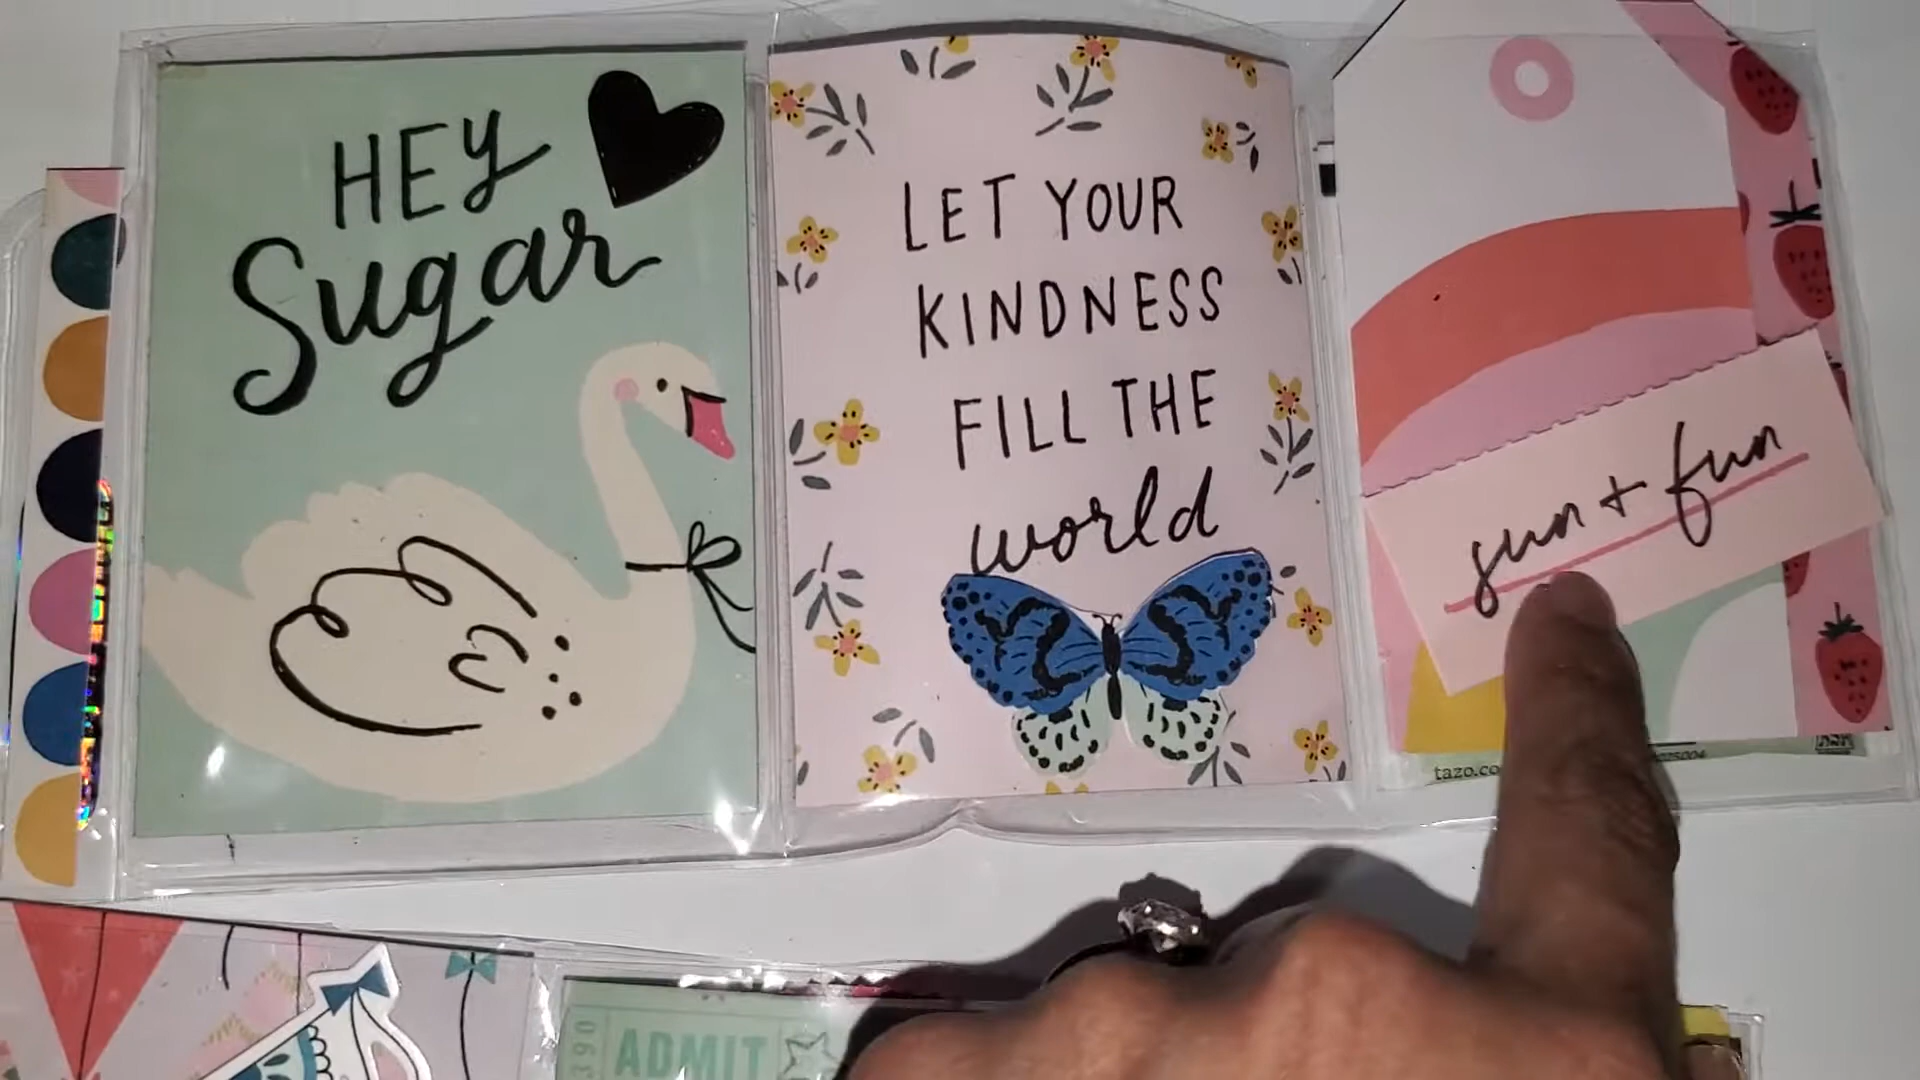 HEY
Sugar
LET YOUR
KINDNESS
FILL THE
world
sun + fun
tazo.co
ADMIT